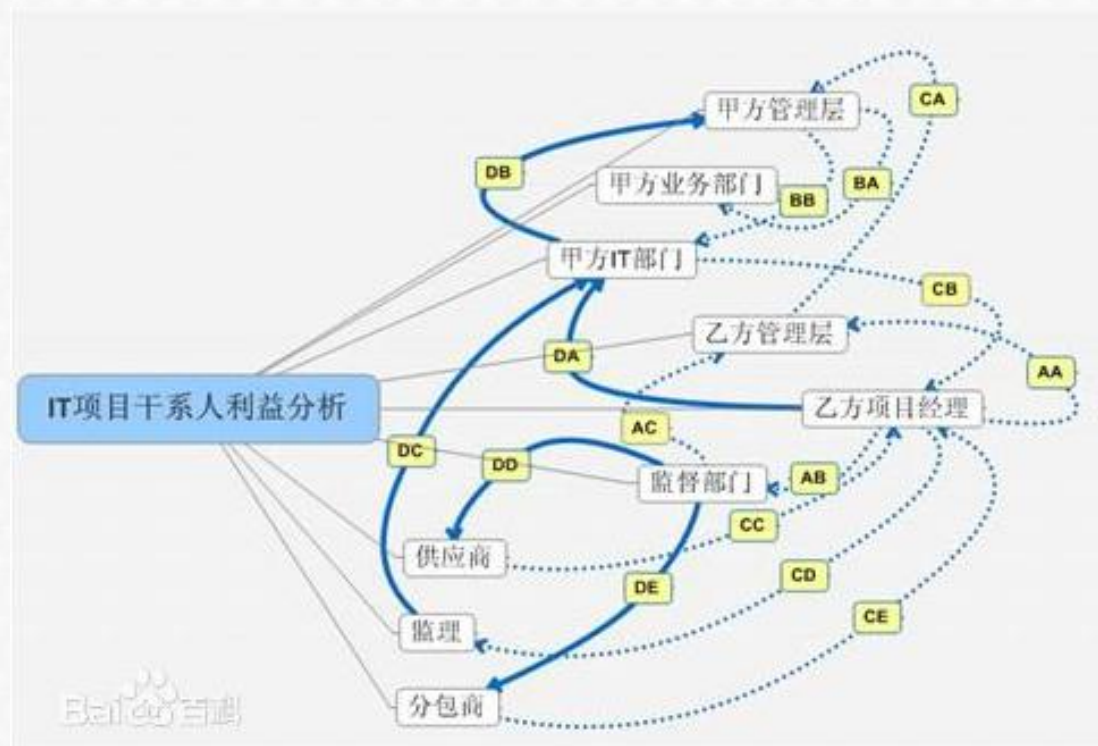 CA
甲方管理层
DB
甲方业务部门
BB
BA
甲方IT部门
CB
乙方管理层
DA
AA
IT项目干系人利益分析
乙方项目经理
AC
DC
DD
监督部门
AB
CC
供应商
CD
DE
CE
监理
分包商
Bai du 百科